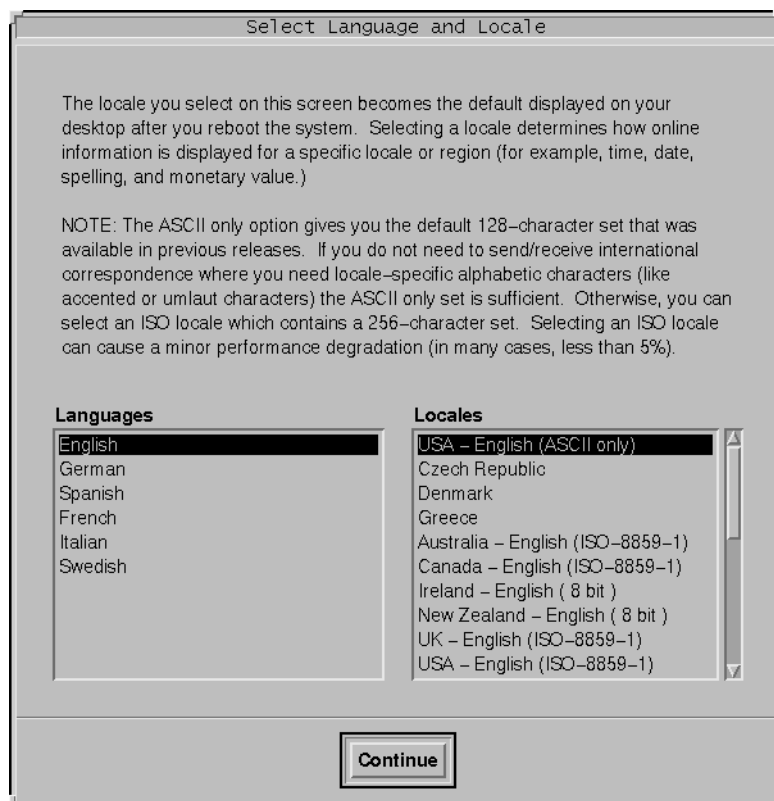 Select Language and Locale
The locale you select on this screen becomes the default displayed on your
desktop after you reboot the system.  Selecting a locale determines how online
information is displayed for a specific locale or region (for example, time, date,
spelling, and monetary value.)
NOTE: The ASCII only option gives you the default 128–character set that was
available in previous releases.  If you do not need to send/receive international
correspondence where you need locale–specific alphabetic characters (like
accented or umlaut characters) the ASCII only set is sufficient.  Otherwise, you can
select an ISO locale which contains a 256–character set.  Selecting an ISO locale
can cause a minor performance degradation (in many cases, less than 5%).
Languages
English
German
Spanish
French
Italian
Swedish
Locales
USA – English (ASCII only)
Czech Republic
Denmark
Greece
Australia – English (ISO–8859–1)
Canada – English (ISO–8859–1)
Ireland – English ( 8 bit )
New Zealand – English ( 8 bit )
UK – English (ISO–8859–1)
USA – English (ISO–8859–1)
Continue